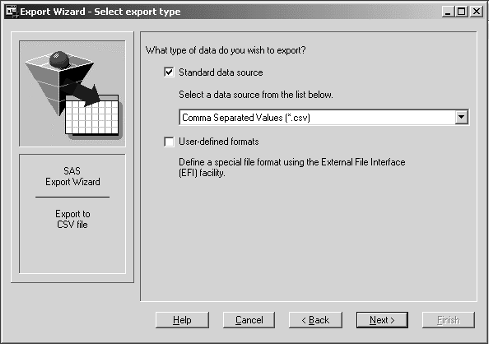 Export Wizard - Select export type
What type of data do you wish to export?
Standard data source
Select a data source from the list below.
Comma Separated Values (*.csv)
User-defined formats
Define a special file format using the External File Interface
(EFI) facility.
SAS
Export Wizard
Export to
CSV file
Help
Cancel
< Back
Next >
Finish